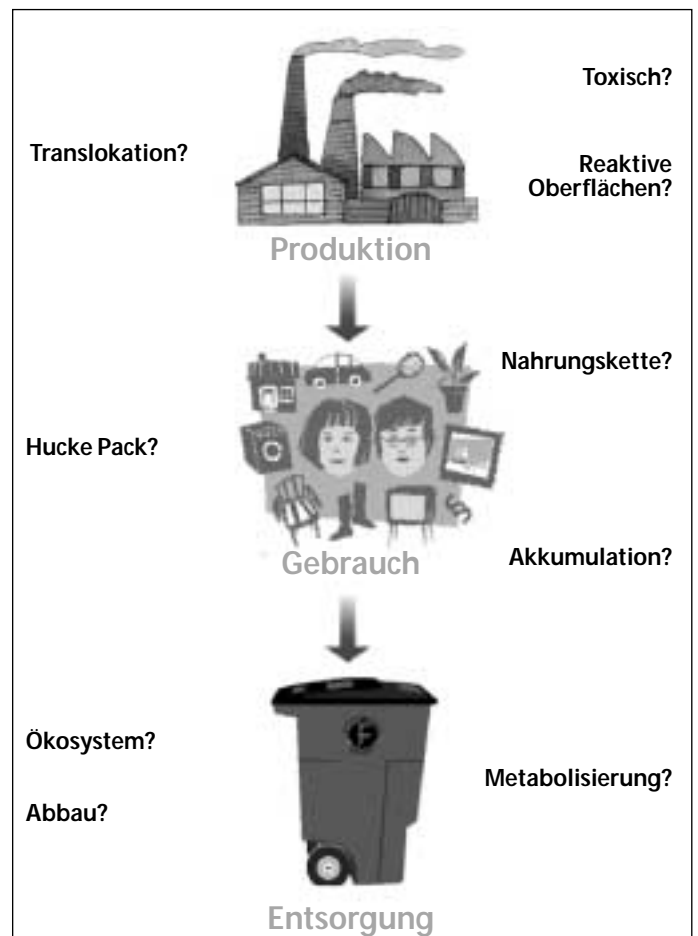 Toxisch?
Translokation?
Reaktive
Oberflächen?
Produktion
Nahrungskette?
Hucke Pack?
Gebrauch
Akkumulation?
Ökosystem?
Metabolisierung?
Abbau?
Entsorgung